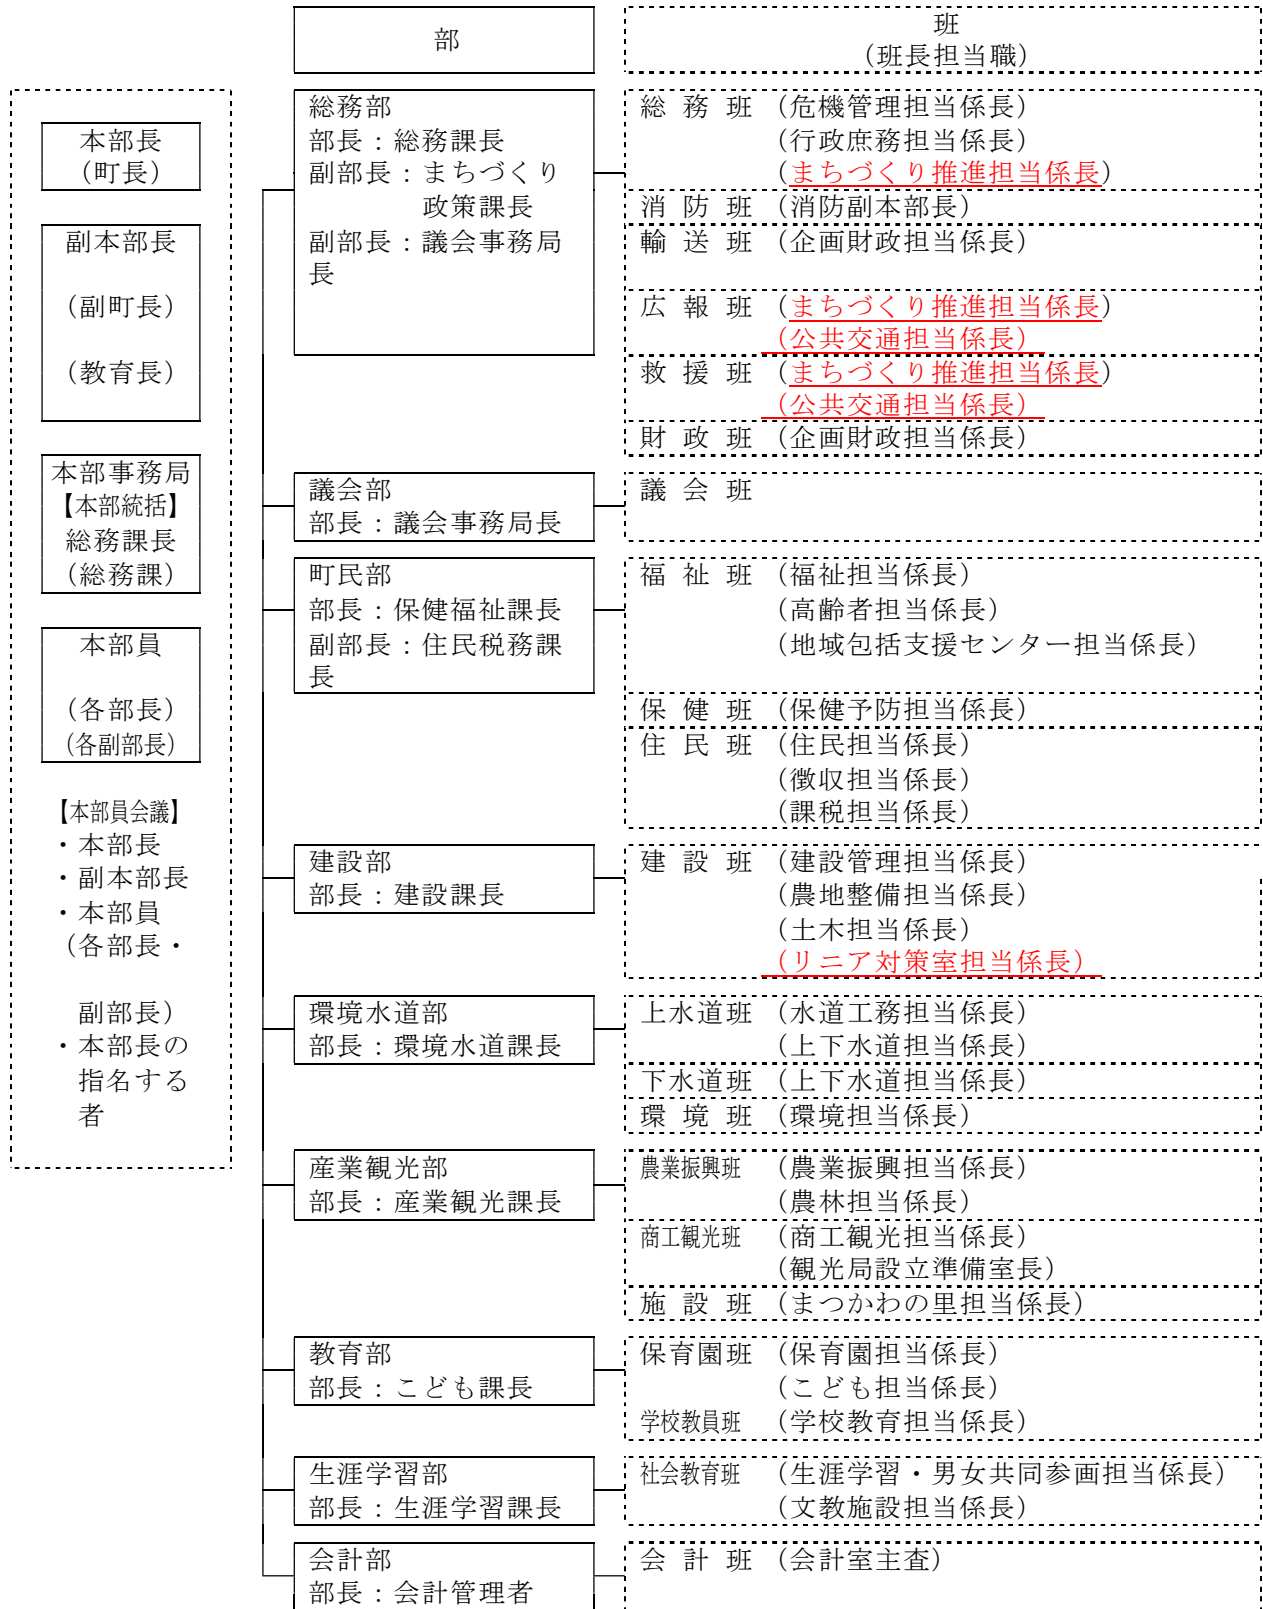 部
班
（班長担当職）
本部長
（町長）
副本部長
（副町長）
（教育長）
本部事務局
【本部統括】
総務課長
（総務課）
本部員
（各部長）
（各副部長）
【本部員会議】
・本部長
・副本部長
・本部員
（各部長・
副部長）
・本部長の
指名する
者
総務部
部長：総務課長
副部長：まちづくり
政策課長
副部長：議会事務局
長
総 務 班 （危機管理担当係長）
（行政庶務担当係長）
（まちづくり推進担当係長）
消 防 班 （消防副本部長）
輸 送 班 （企画財政担当係長）
広 報 班 （まちづくり推進担当係長）
（公共交通担当係長）
救 援 班 （まちづくり推進担当係長）
（公共交通担当係長）
財 政 班 （企画財政担当係長）
議会部
部長：議会事務局長
議 会 班
町民部
部長：保健福祉課長
副部長：住民税務課
長
福 祉 班 （福祉担当係長）
（高齢者担当係長）
（地域包括支援センター担当係長）
保 健 班 （保健予防担当係長）
住 民 班 （住民担当係長）
（徴収担当係長）
（課税担当係長）
建設部
部長：建設課長
建 設 班 （建設管理担当係長）
（農地整備担当係長）
（土木担当係長）
（リニア対策室担当係長）
環境水道部
部長：環境水道課長
上水道班 （水道工務担当係長）
（上下水道担当係長）
下水道班 （上下水道担当係長）
環 境 班 （環境担当係長）
産業観光部
部長：産業観光課長
農業振興班 （農業振興担当係長）
（農林担当係長）
商工観光班 （商工観光担当係長）
（観光局設立準備室長）
施 設 班 （まつかわの里担当係長）
教育部
部長：こども課長
保育園班 （保育園担当係長）
（こども担当係長）
学校教員班 （学校教育担当係長）
生涯学習部
部長：生涯学習課長
社会教育班 （生涯学習・男女共同参画担当係長）
（文教施設担当係長）
会計部
部長：会計管理者
会 計 班 （会計室主査）